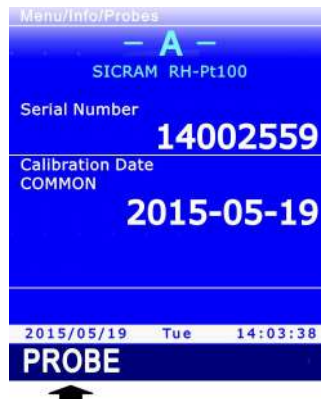 Menu/Info/Probes
– A –
SICRAM RH-Pt100
Serial Number
14002559
Calibration Date
COMMON
2015-05-19
2015/05/19 Tue 14:03:38
PROBE